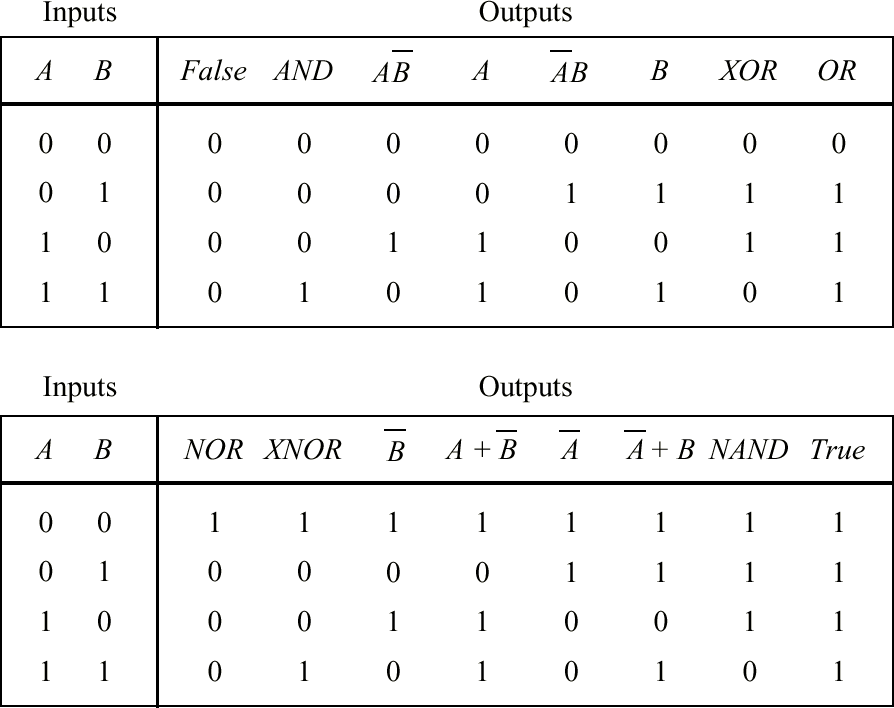 Inputs Outputs
A B False AND AB̅ A A̅B B XOR OR
0 0 0 0 0 0 0 0 0 0
0 1 0 0 0 0 1 1 1 1
1 0 0 0 1 1 0 0 1 1
1 1 0 1 0 1 0 1 0 1
Inputs Outputs
A B NOR XNOR B̅ A + B̅ A̅ A̅ + B NAND True
0 0 1 1 1 1 1 1 1 1
0 1 0 0 0 0 1 1 1 1
1 0 0 0 1 1 0 0 1 1
1 1 0 1 0 1 0 1 0 1